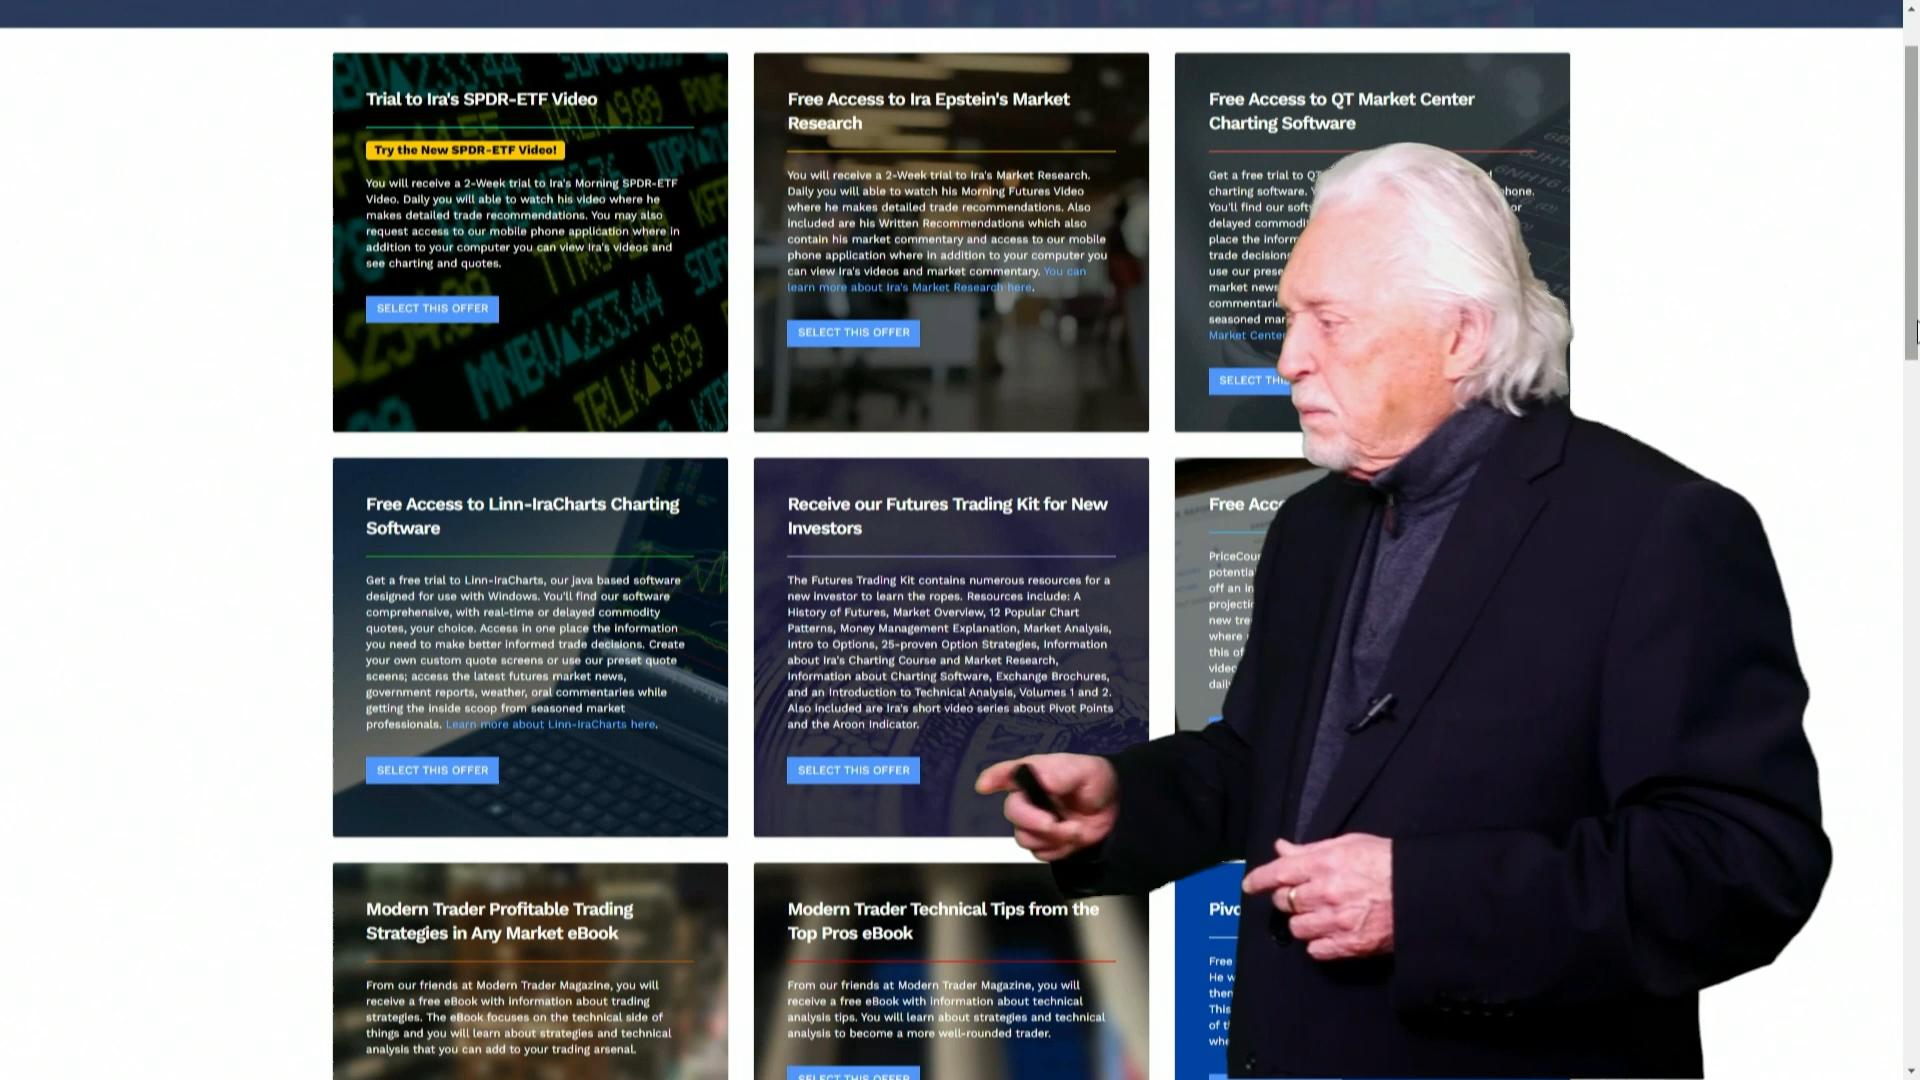 Trial to Ira's SPDR-ETF Video
Try the New SPDR-ETF Video!
You will receive a 2-Week trial to Ira's Morning SPDR-ETF
Video. Daily you will able to watch his video where he
makes detailed trade recommendations. You may also
request access to our mobile phone application where in
addition to your computer you can view Ira's videos and
see charting and quotes.
SELECT THIS OFFER
Free Access to Ira Epstein's Market
Research
You will receive a 2-Week trial to Ira's Market Research.
Daily you will able to watch his Morning Futures Video
where he makes detailed trade recommendations. Also
included are his Written Recommendations which also
contain his market commentary and access to our mobile
phone application where in addition to your computer you
can view Ira's videos and market commentary. You can
learn more about Ira's Market Research here.
SELECT THIS OFFER
Free Access to QT Market Center
Charting Software
Get a free trial to QT
charting software.
You'll find our
delayed
place the
trade
use our
market news
seasoned
Market Center
SELECT
Free Access to Linn-IraCharts Charting
Software
Get a free trial to Linn-IraCharts, our java based software
designed for use with Windows. You'll find our software
comprehensive, with real-time or delayed commodity
quotes, your choice. Access in one place the information
you need to make better informed trade decisions. Create
your own custom quote screens or use our preset quote
sceens; access the latest futures market news,
government reports, weather, oral commentaries while
getting the inside scoop from seasoned market
professionals. Learn more about Linn-IraCharts here.
SELECT THIS OFFER
Receive our Futures Trading Kit for New
Investors
The Futures Trading Kit contains numerous resources for a
new investor to learn the ropes. Resources include: A
History of Futures, Market Overview, 12 Popular Chart
Patterns, Money Management Explanation, Market Analysis,
Intro to Options, 25-proven Option Strategies, Information
about Ira's Charting Course and Market Research,
Information about Charting Software, Exchange Brochures,
and an Introduction to Technical Analysis, Volumes 1 and 2.
Also included are Ira's short video series about Pivot Points
and the Aroon Indicator.
SELECT THIS OFFER
Free
off an
where
this of
Modern Trader Profitable Trading
Strategies in Any Market eBook
From our friends at Modern Trader Magazine, you will
receive a free eBook with information about trading
strategies. The eBook focuses on the technical side of
things and you will learn about strategies and technical
analysis that you can add to your trading arsenal.
Modern Trader Technical Tips from the
Top Pros eBook
From our friends at Modern Trader Magazine, you will
receive a free eBook with information about technical
analysis tips. You will learn about strategies and technical
analysis to become a more well-rounded trader.
SELECT THIS OFFER
Free
He
This
of